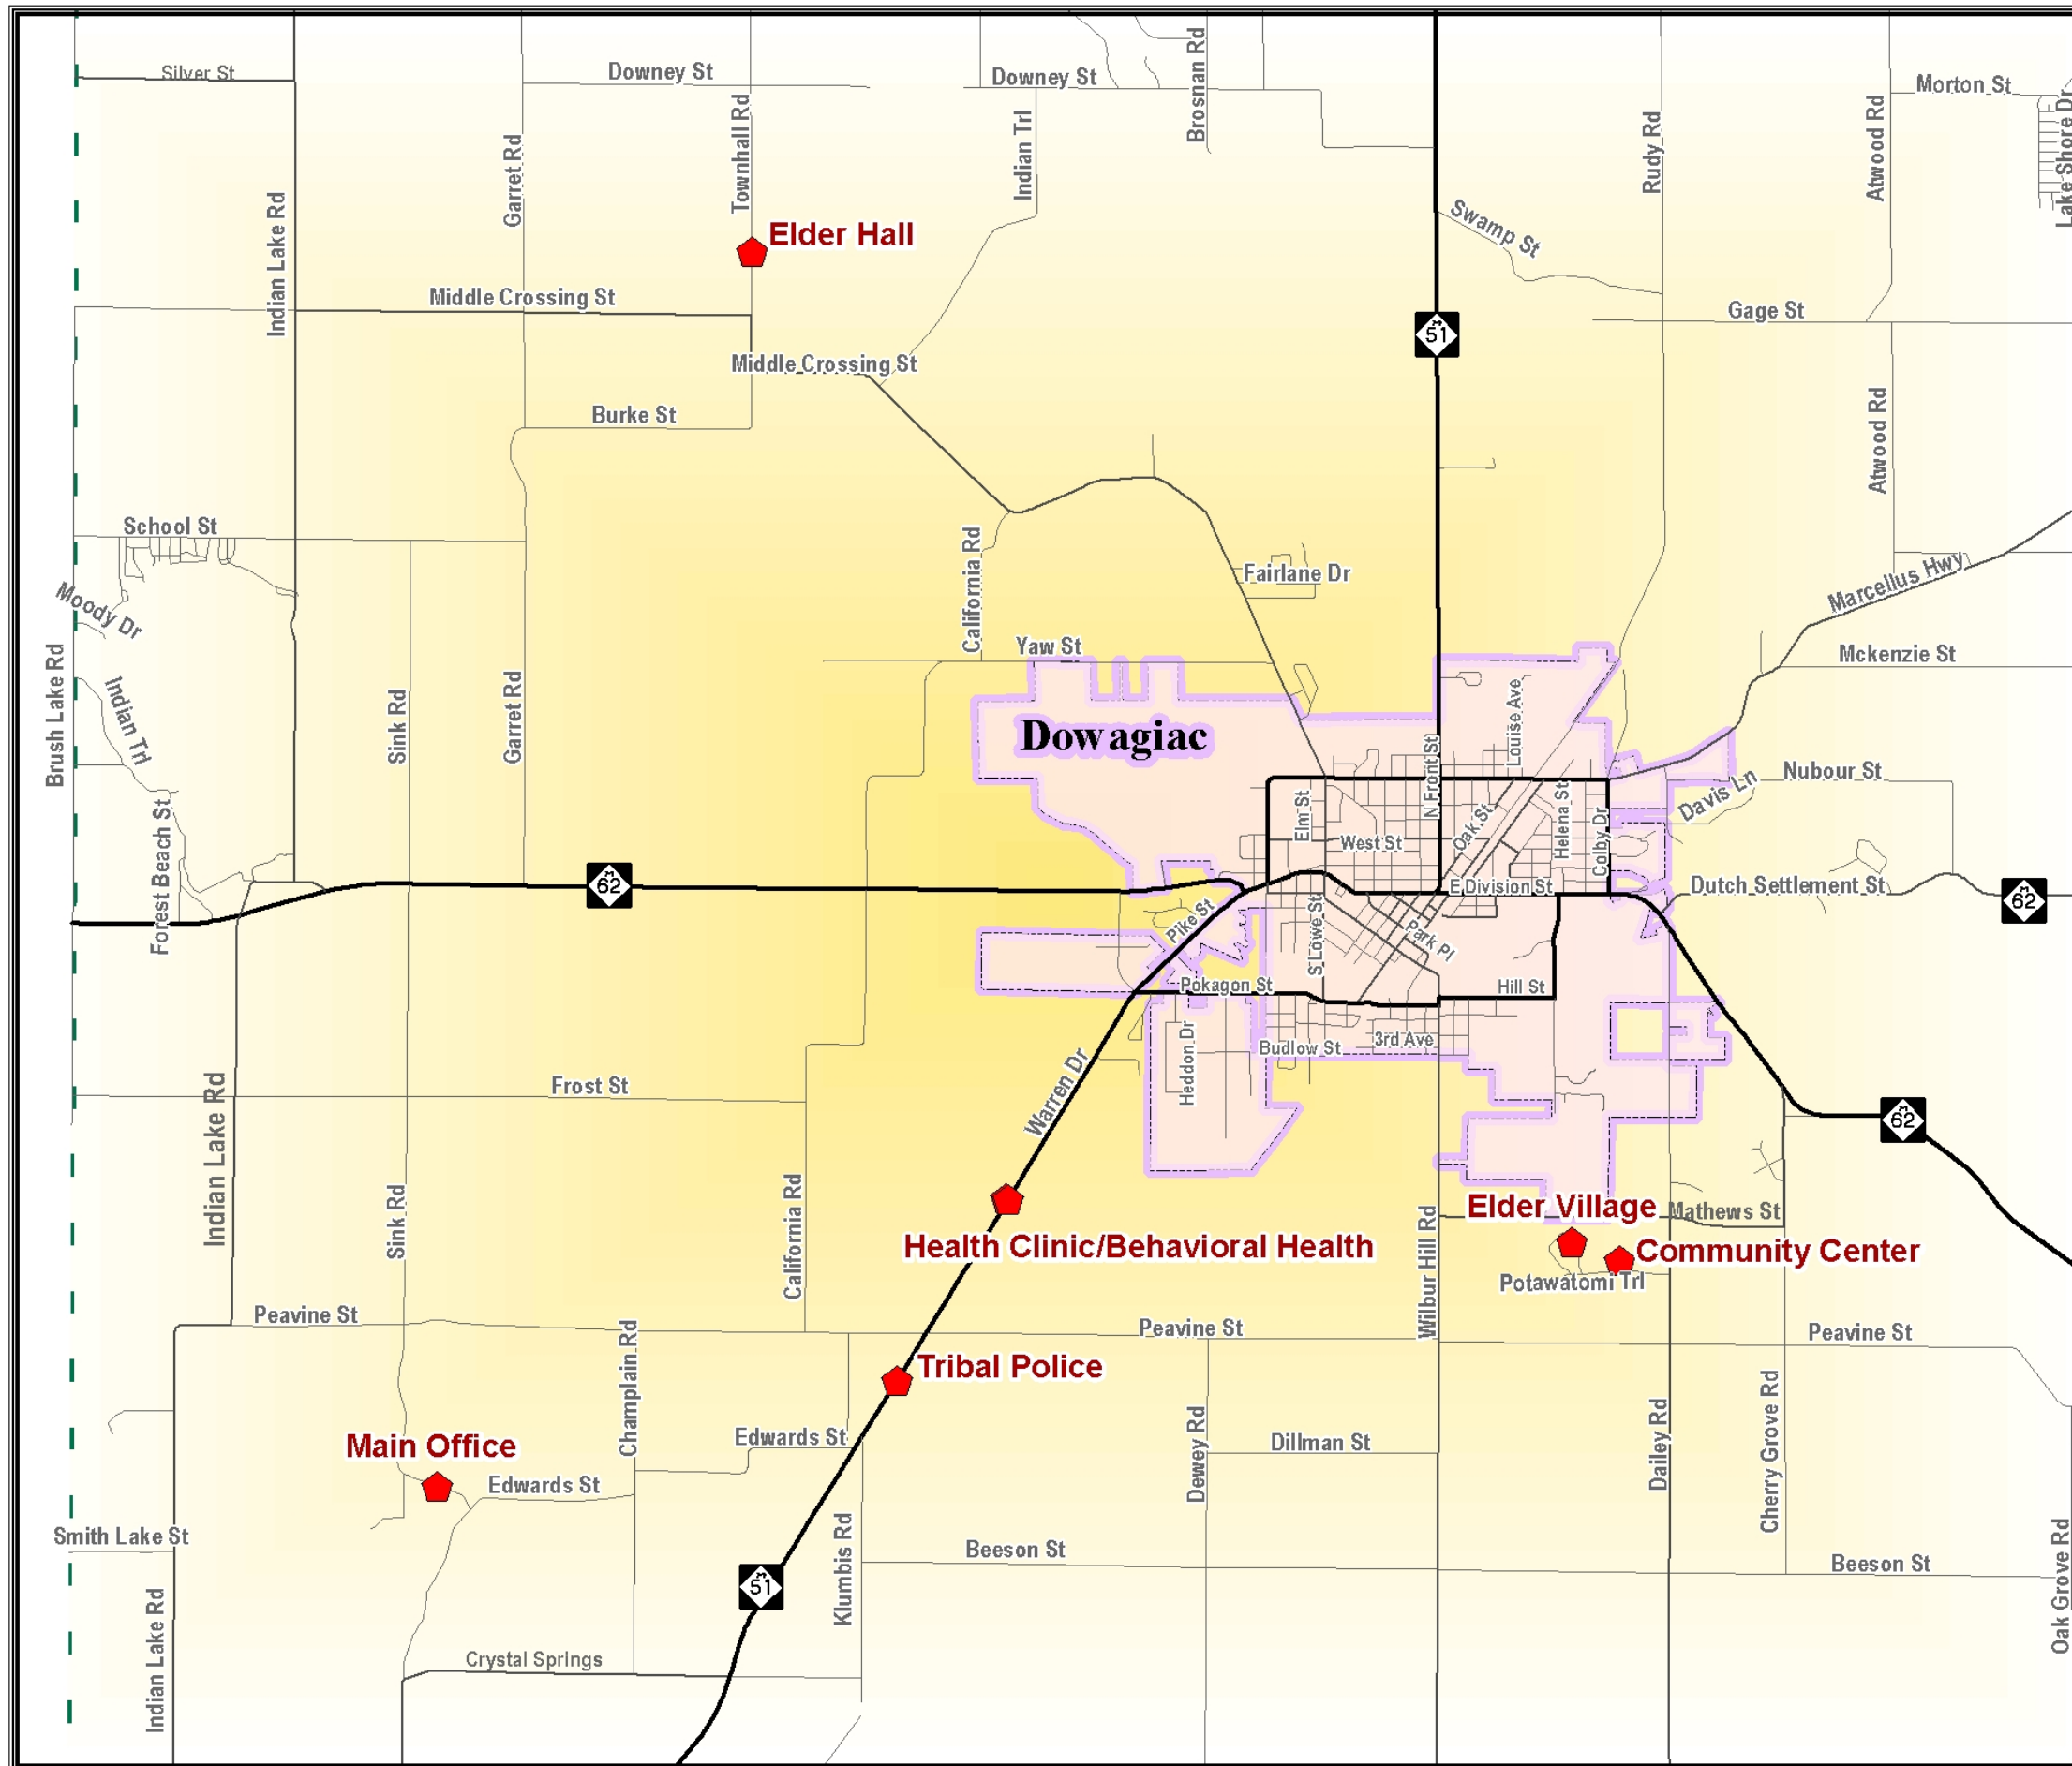 Silver St
Downey St
Downey St
Morton St
Brosnan Rd
Lake Shore Dr
Townhall Rd
Indian Trl
Atwood Rd
Rudy Rd
Garret Rd
Indian Lake Rd
Elder Hall
Swamp St
Middle Crossing St
Gage St
M
51
Middle Crossing St
Burke St
Atwood Rd
School St
California Rd
Fairlane Dr
Marcellus Hwy
Moody Dr
Yaw St
Mckenzie St
Brush Lake Rd
Indian Trl
Sink Rd
Garret Rd
Louise Ave
Dowagiac
N Front St
Nubour St
Davis Ln
Elm St
Oak St
Helena St
Colby Dr
West St
Forest Beach St
M
62
E Division St
Dutch Settlement St
M
62
Pike St
S Lowe St
Park Pl
Pokagon St
Hill St
Heddon Dr
3rd Ave
Budlow St
Frost St
Warren Dr
Indian Lake Rd
M
62
Sink Rd
California Rd
Wilbur Hill Rd
Elder Village
Mathews St
Health Clinic/Behavioral Health
Community Center
Potawatomi Trl
Peavine St
Peavine St
Peavine St
Champlain Rd
Tribal Police
Main Office
Edwards St
Dewey Rd
Dillman St
Dailey Rd
Cherry Grove Rd
Edwards St
Smith Lake St
Klumbis Rd
Beeson St
Beeson St
Oak Grove Rd
M
51
Indian Lake Rd
Crystal Springs